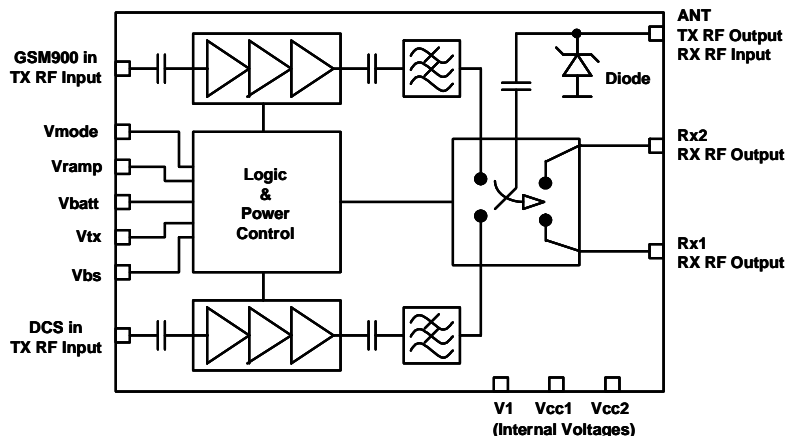 GSM900 in
TX RF Input
Vmode
Vramp
Vbatt
Vtx
Vbs
DCS in
TX RF Input
Logic
&
Power
Control
Diode
ANT
TX RF Output
RX RF Input
Rx2
RX RF Output
Rx1
RX RF Output
V1 Vcc1 Vcc2
(Internal Voltages)